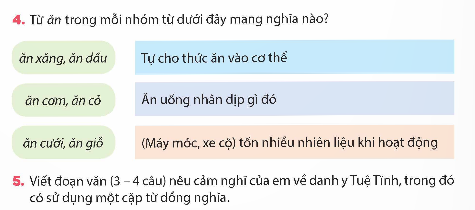 4. Từ ăn trong mỗi nhóm từ dưới đây mang nghĩa nào?
ăn xăng, ăn dầu
Tự cho thức ăn vào cơ thể
ăn cơm, ăn cỏ
Ăn uống nhân dịp gì đó
ăn cưới, ăn giỗ
(Máy móc, xe cộ) tốn nhiều nhiên liệu khi hoạt động
5. Viết đoạn văn (3 – 4 câu) nêu cảm nghĩ của em về danh y Tuệ Tĩnh, trong đó
có sử dụng một cặp từ đồng nghĩa.